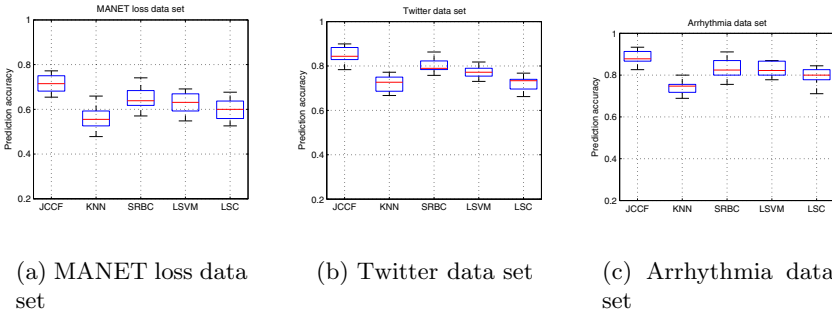 MANET loss data set
Prediction accuracy
1
0.8
0.6
0.4
0.2
JCCF KNN SRBC LSVM LSC
(a) MANET loss data
set
Twitter data set
Prediction accuracy
1
0.8
0.6
0.4
0.2
JCCF KNN SRBC LSVM LSC
(b) Twitter data set
Arrhythmia data set
Prediction accuracy
1
0.8
0.6
0.4
0.2
JCCF KNN SRBC LSVM LSC
(c) Arrhythmia data
set